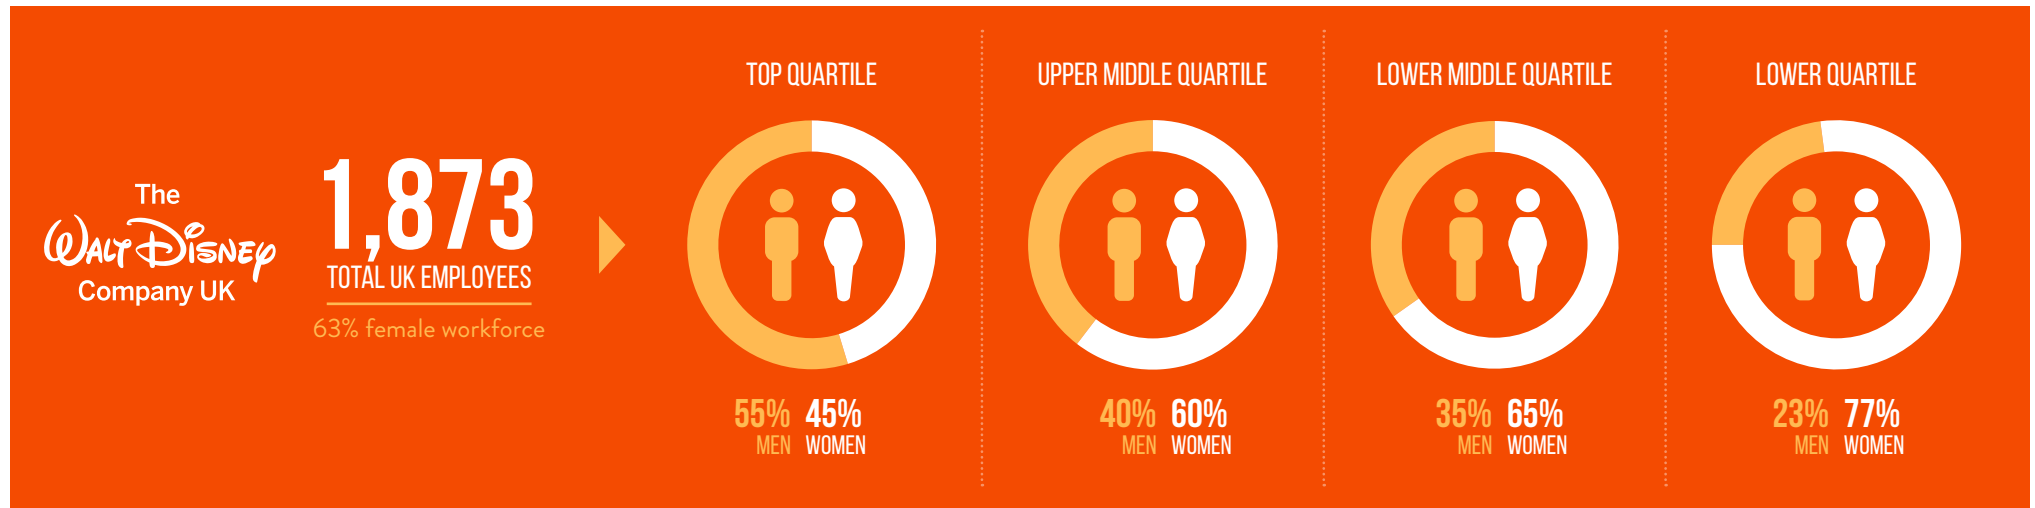 The
WALT DISNEY
Company UK
1,873
TOTAL UK EMPLOYEES
63% female workforce
TOP QUARTILE
55% 45%
MEN WOMEN
UPPER MIDDLE QUARTILE
40% 60%
MEN WOMEN
LOWER MIDDLE QUARTILE
35% 65%
MEN WOMEN
LOWER QUARTILE
23% 77%
MEN WOMEN